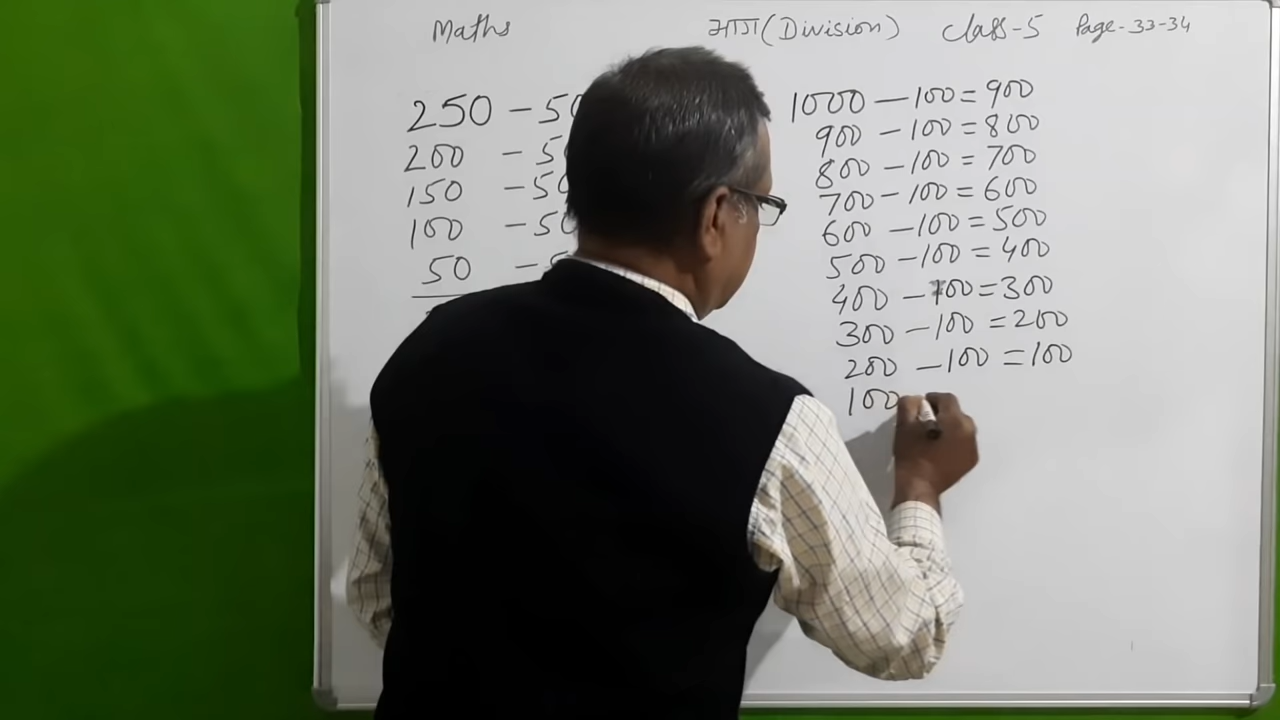 Maths भाग (Division) Class-5 Page-33-34
250 - 50
200 - 5
150 - 50
100 - 50
50 -
1000 - 100 = 900
900 - 100 = 800
800 - 100 = 700
700 - 100 = 600
600 - 100 = 500
500 - 100 = 400
400 - 100 = 300
300 - 100 = 200
200 - 100 = 100
100